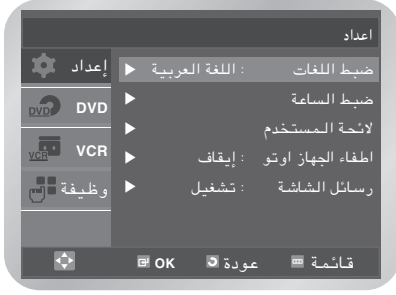 اعداد
إعداد
DVD
VCR
وظيفة
ضبط اللغات : اللغة العربية
ضبط الساعة
لائحة المستخدم
اطفاء الجهاز اوتو : إيقاف
رسائل الشاشة : تشغيل
قائمة عودة OK